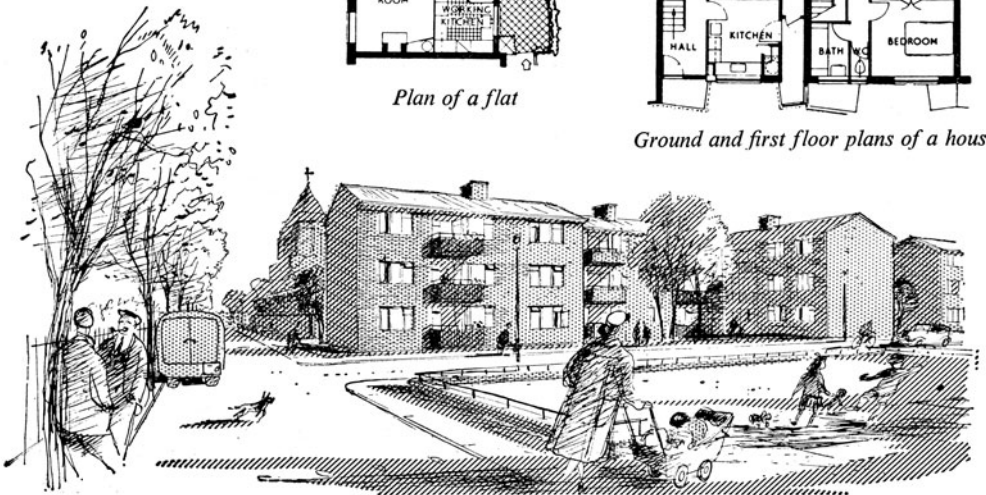 ROOM
WORKING
KITCHEN
Plan of a flat
HALL
KITCHEN
BATH
WC
BEDROOM
Ground and first floor plans of a hous